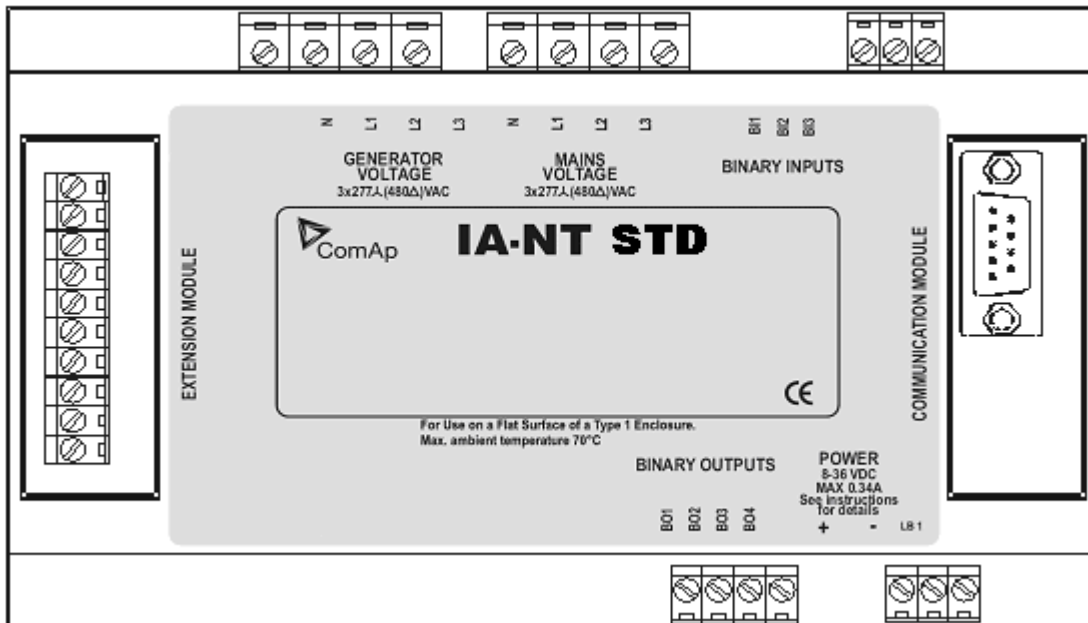 N L1 L2 L3 N L1 L2 L3 BI1 BI2 BI3
GENERATOR
VOLTAGE
3x277⅄(480Δ)VAC
MAINS
VOLTAGE
3x277⅄(480Δ)VAC
BINARY INPUTS
EXTENSION MODULE
ComAp
IA-NT STD
CE
COMMUNICATION MODULE
For Use on a Flat Surface of a Type 1 Enclosure.
Max. ambient temperature 70°C
BINARY OUTPUTS
BO1 BO2 BO3 BO4
POWER
8-36 VDC
MAX 0.34A
See instructions
for details
+ - LB 1